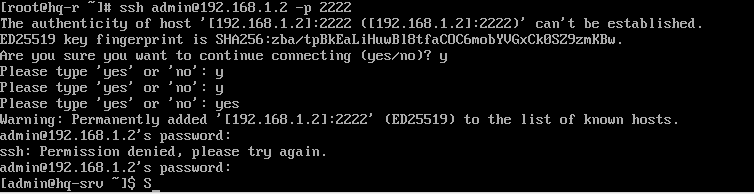 [root@hq-r ~]# ssh admin@192.168.1.2 -p 2222
The authenticity of host '[192.168.1.2]:2222 ([192.168.1.2]:2222)' can't be established.
ED25519 key fingerprint is SHA256:zba/tpBkEaLiHuwBl8tfaCOC6mobYVGxCk0SZ9zmKBw.
Are you sure you want to continue connecting (yes/no)? y
Please type 'yes' or 'no': y
Please type 'yes' or 'no': y
Please type 'yes' or 'no': yes
Warning: Permanently added '[192.168.1.2]:2222' (ED25519) to the list of known hosts.
admin@192.168.1.2's password:
ssh: Permission denied, please try again.
admin@192.168.1.2's password:
[admin@hq-srv ~]$ S_